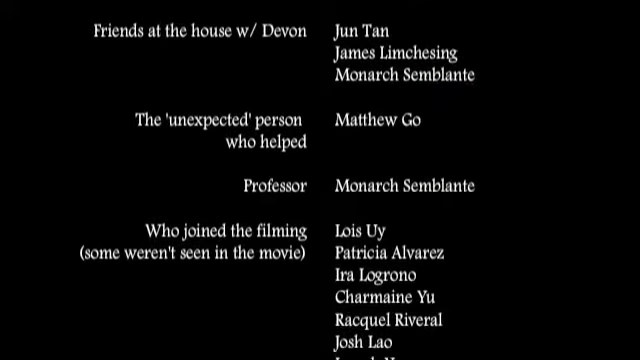 Friends at the house w/ Devon Jun Tan
James Limchesing
Monarch Semblante
The 'unexpected' person Matthew Go
who helped
Professor Monarch Semblante
Who joined the filming Lois Uy
(some weren't seen in the movie) Patricia Alvarez
Ira Logrono
Charmaine Yu
Racquel Riveral
Josh Lao